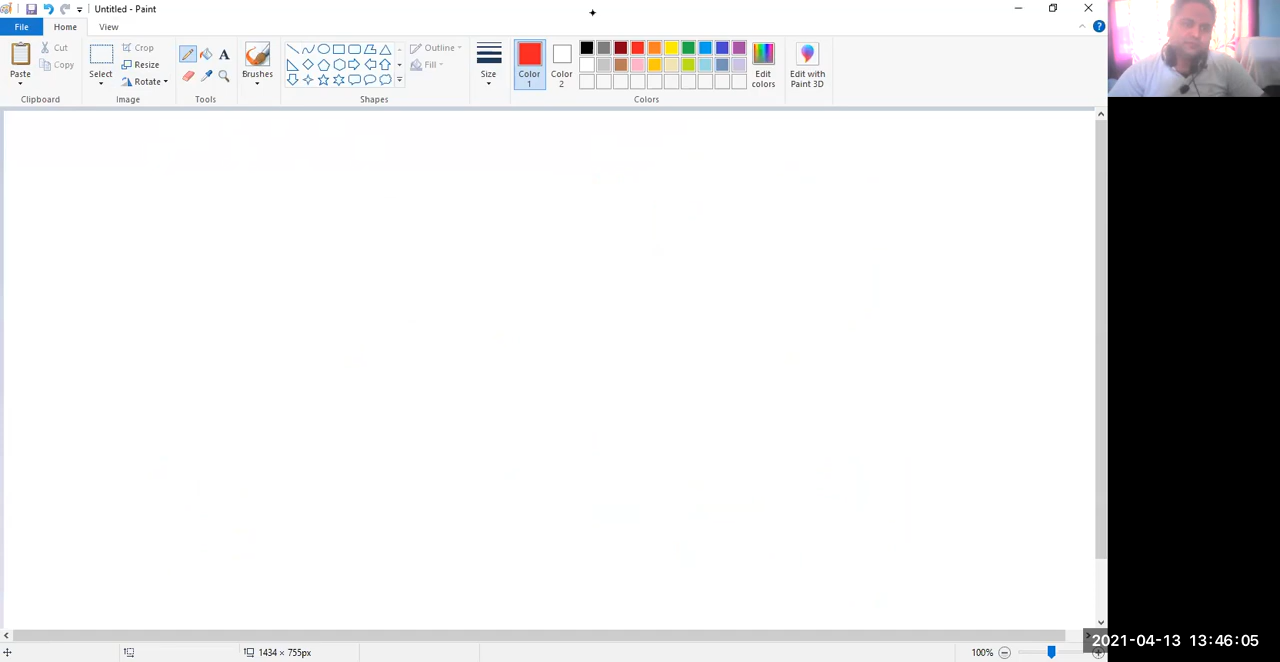 Untitled - Paint
File Home View
Paste
Cut
Copy
Clipboard
Select
Crop
Resize
Rotate
Image
A
Tools
Brushes
Outline
Fill
Shapes
Size
Color 1
Color 2
Edit colors
Colors
Edit with Paint 3D
1434 × 755px
100%
2021-04-13 13:46:05